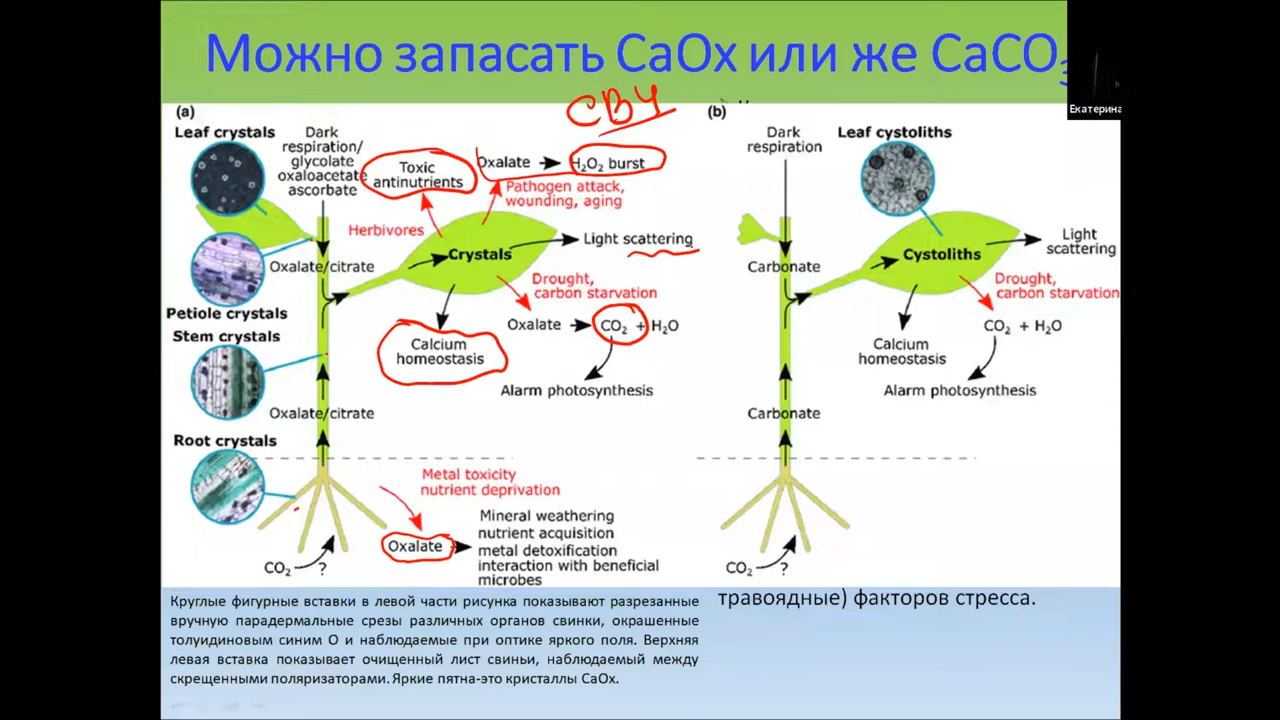 Можно запасать CaOx или же CaCO₃
Екатерина
(a)
Leaf crystals
Dark
respiration/
glycolate
oxaloacetate
ascorbate
Toxic
antinutrients
СВЧ
Oxalate → H₂O₂ burst
Pathogen attack,
wounding, aging
Herbivores
Crystals
Light scattering
Oxalate/citrate
Drought,
carbon starvation
Petiole crystals
Oxalate → CO₂ + H₂O
Stem crystals
Calcium
homeostasis
Alarm photosynthesis
Oxalate/citrate
Root crystals
Metal toxicity
nutrient deprivation
Oxalate
Mineral weathering
nutrient acquisition
metal detoxification
interaction with beneficial
microbes
CO₂ ?
(b)
Dark
respiration
Leaf cystoliths
Cystoliths
Light
scattering
Carbonate
Drought,
carbon starvation
CO₂ + H₂O
Calcium
homeostasis
Alarm photosynthesis
Carbonate
CO₂ ?
Круглые фигурные вставки в левой части рисунка показывают разрезанные
вручную парадермальные срезы различных органов свинки, окрашенные
толуидиновым синим О и наблюдаемые при оптике яркого поля. Верхняя
левая вставка показывает очищенный лист свиньи, наблюдаемый между
скрещенными поляризаторами. Яркие пятна-это кристаллы CaOx.
травоядные) факторов стресса.